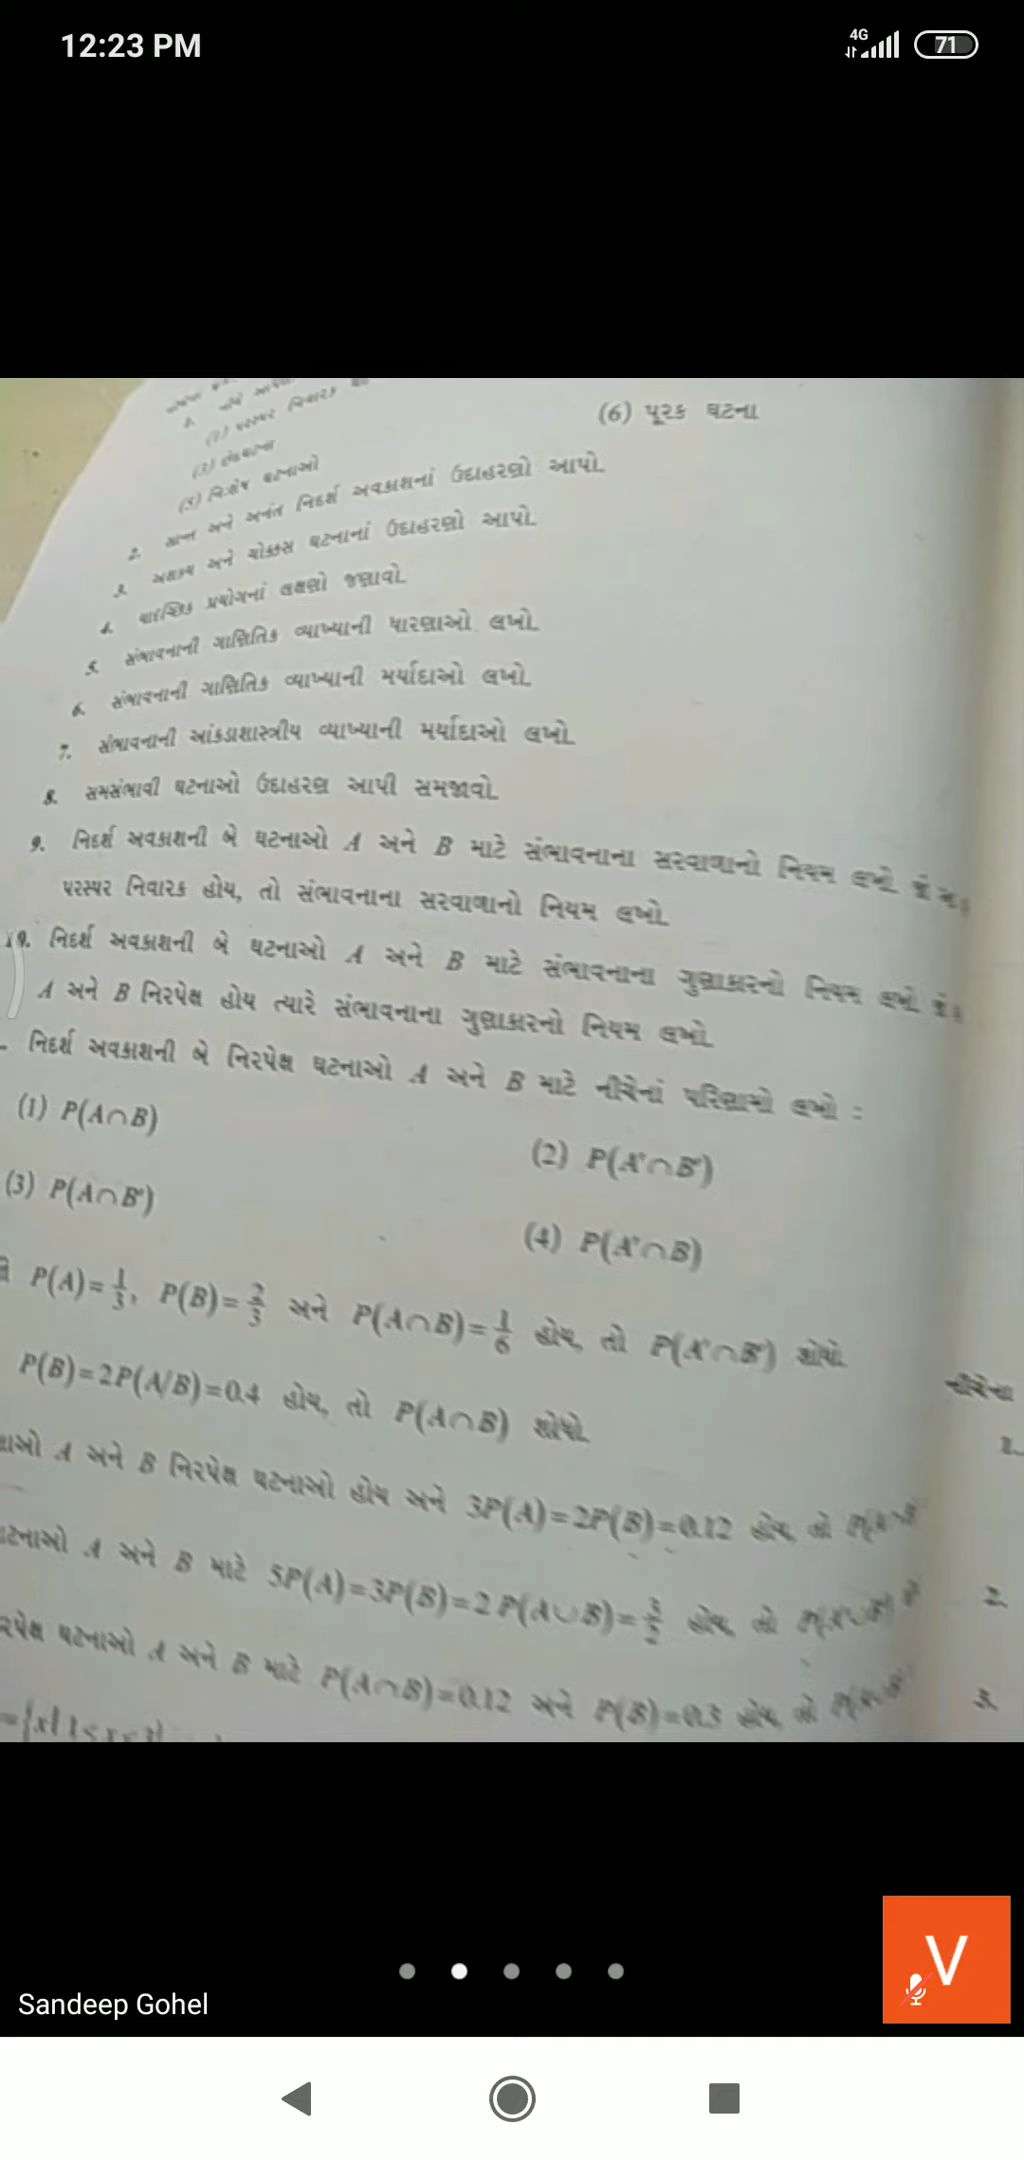 12:23 PM
4G
71
(6) પૂરક ઘટના
(5) નિઃશેષ ઘટનાઓ
2. સાન્ત અને અનંત નિદર્શ અવકાશનાં ઉદાહરણો આપો.
3. અશક્ય અને ચોક્કસ ઘટનાનાં ઉદાહરણો આપો.
4. યાદચ્છિક પ્રયોગનાં લક્ષણો જણાવો.
5. સંભાવનાની ગાણિતિક વ્યાખ્યાની ધારણાઓ લખો.
6. સંભાવનાની ગાણિતિક વ્યાખ્યાની મર્યાદાઓ લખો.
7. સંભાવનાની આંકડાશાસ્ત્રીય વ્યાખ્યાની મર્યાદાઓ લખો.
8. સમસંભાવી ઘટનાઓ ઉદાહરણ આપી સમજાવો.
9. નિદર્શ અવકાશની બે ઘટનાઓ A અને B માટે સંભાવનાના સરવાળાનો નિયમ લખો
પરસ્પર નિવારક હોય, તો સંભાવનાના સરવાળાનો નિયમ લખો.
10. નિદર્શ અવકાશની બે ઘટનાઓ A અને B માટે સંભાવનાના ગુણાકારનો નિયમ લખો
A અને B નિરપેક્ષ હોય ત્યારે સંભાવનાના ગુણાકારનો નિયમ લખો.
નિદર્શ અવકાશની બે નિરપેક્ષ ઘટનાઓ A અને B માટે નીચેનાં પરિણામો લખો :
(1) P(A∩B)
(2) P(A'∩B')
(3) P(A∩B')
(4) P(A'∩B)
P(A)=1/3, P(B)=2/3 અને P(A∩B)=1/6 હોય, તો P(A'∩B') શોધો.
P(B)=2P(A/B)=0.4 હોય, તો P(A∩B) શોધો.
A અને B નિરપેક્ષ ઘટનાઓ હોય અને 3P(A)=2P(B)=0.12 હોય, તો
ઘટનાઓ A અને B માટે 5P(A)=3P(B)=2P(A∪B)=3/2 હોય, તો
ઘટનાઓ A અને B માટે P(A∩B)=0.12 અને P(B)=0.3 હોય, તો
નીચેના
2.
3.
V
Sandeep Gohel